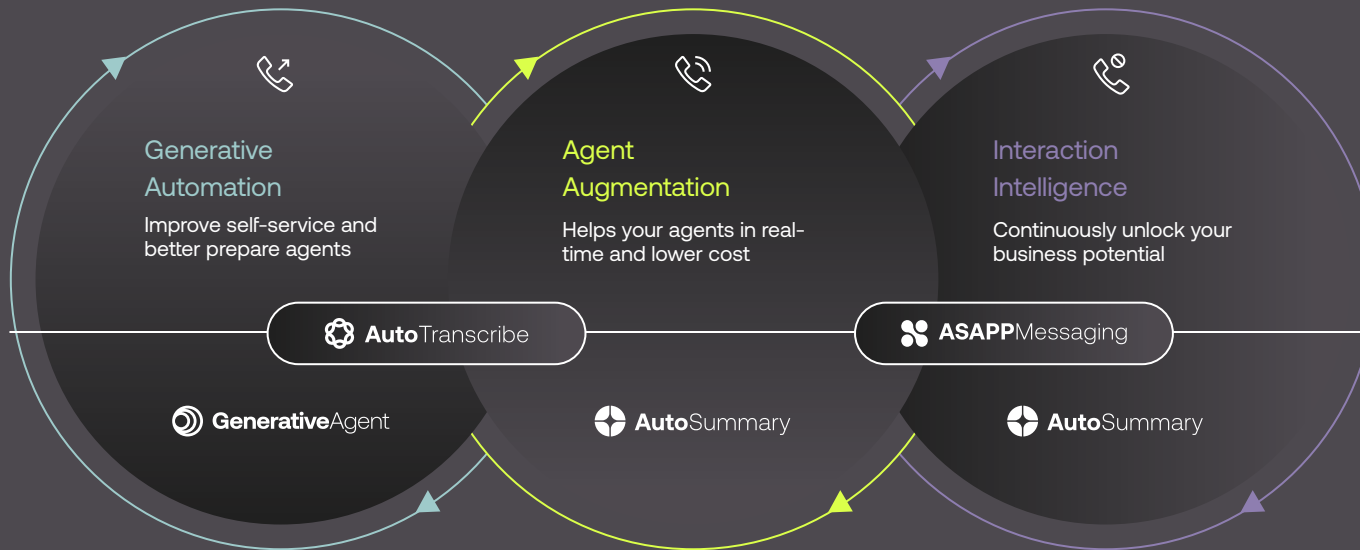 Generative
Automation
Improve self-service and
better prepare agents
Agent
Augmentation
Helps your agents in real-
time and lower cost
Interaction
Intelligence
Continuously unlock your
business potential
AutoTranscribe
ASAPPMessaging
GenerativeAgent
AutoSummary
AutoSummary